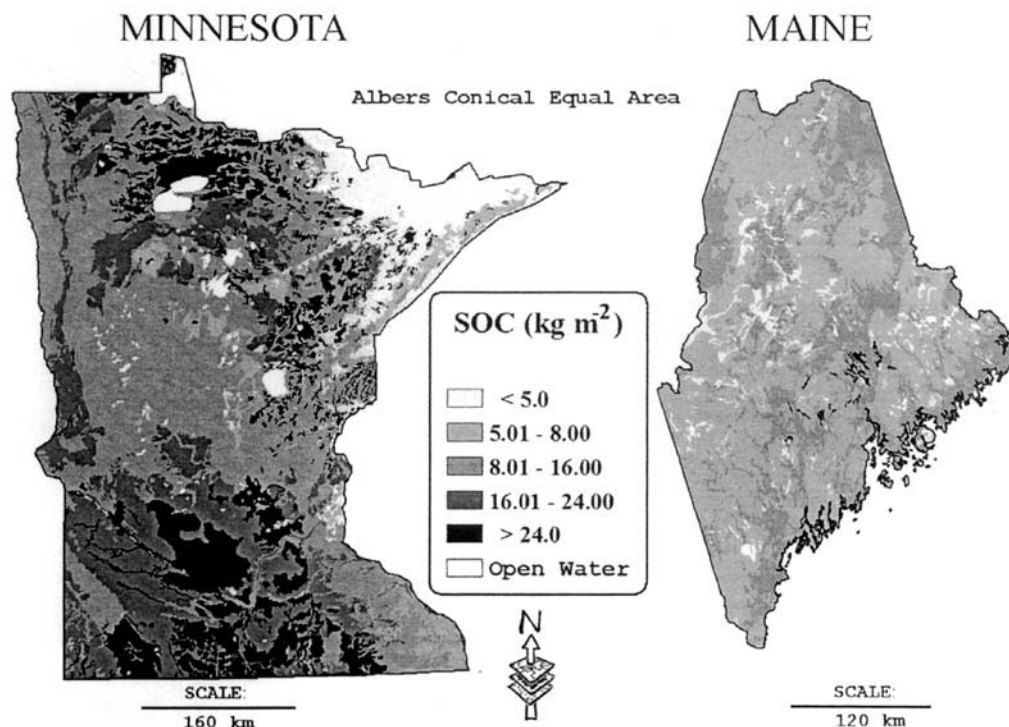 MINNESOTA
MAINE
Albers Conical Equal Area
SOC (kg m⁻²)
< 5.0
5.01 - 8.00
8.01 - 16.00
16.01 - 24.00
> 24.0
Open Water
N
SCALE:
160 km
SCALE:
120 km